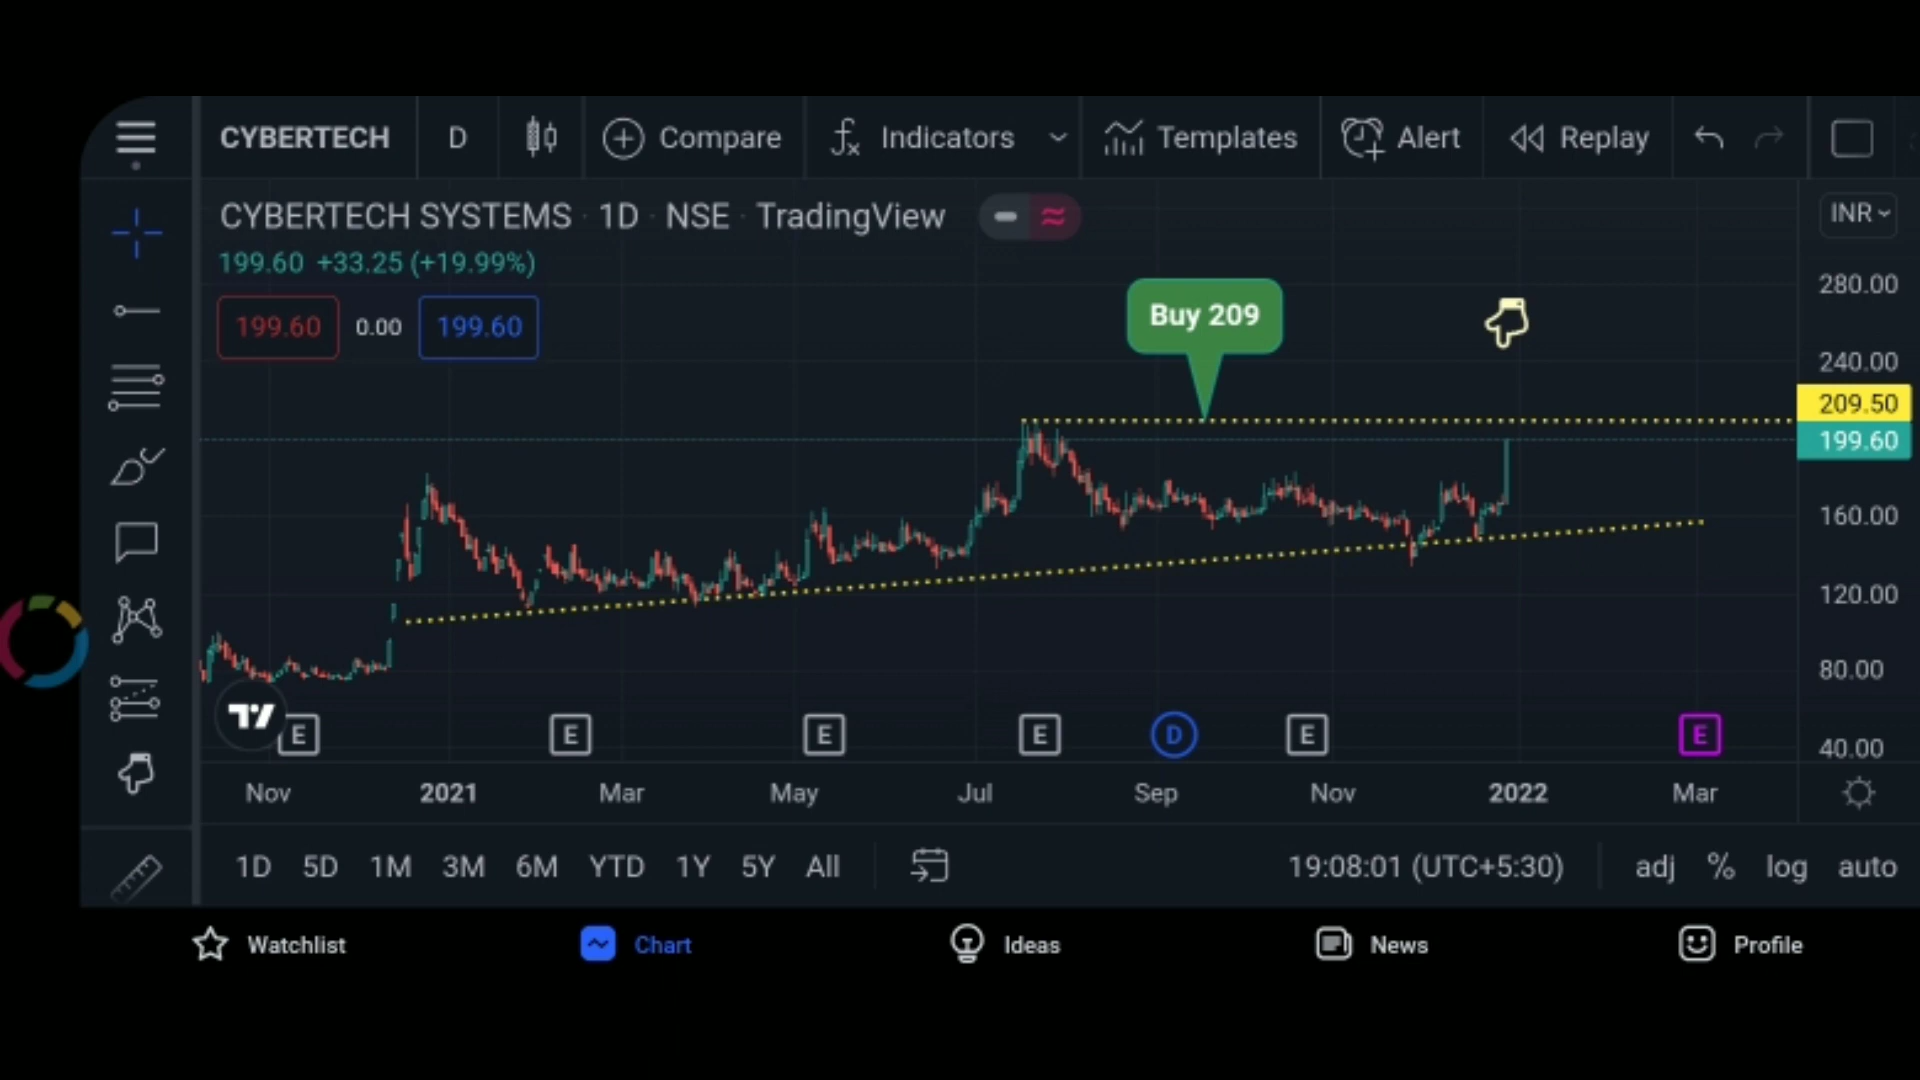 CYBERTECH D Compare Indicators Templates Alert Replay
CYBERTECH SYSTEMS · 1D · NSE · TradingView
INR
199.60 +33.25 (+19.99%)
199.60 0.00 199.60
Buy 209
280.00
240.00
209.50
199.60
160.00
120.00
80.00
40.00
E E E E D E E
Nov 2021 Mar May Jul Sep Nov 2022 Mar
1D 5D 1M 3M 6M YTD 1Y 5Y All 19:08:01 (UTC+5:30) adj % log auto
Watchlist Chart Ideas News Profile